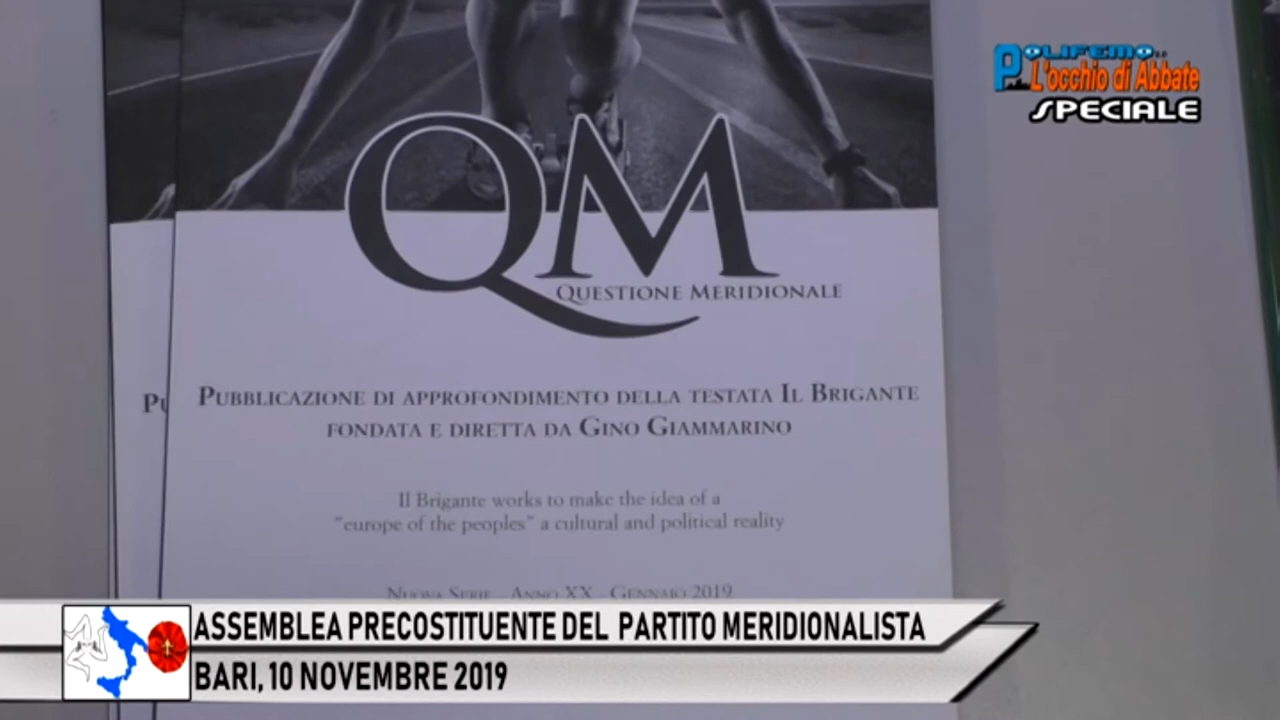 POLIFEMO
L'occhio di Abbate
SPECIALE
QM
QUESTIONE MERIDIONALE
PUBBLICAZIONE DI APPROFONDIMENTO DELLA TESTATA IL BRIGANTE
FONDATA E DIRETTA DA GINO GIAMMARINO
Il Brigante works to make the idea of a
"europe of the peoples" a cultural and political reality
NUOVA SERIE - ANNO XX - GENNAIO 2019
PU
ASSEMBLEA PRECOSTITUENTE DEL PARTITO MERIDIONALISTA
BARI, 10 NOVEMBRE 2019